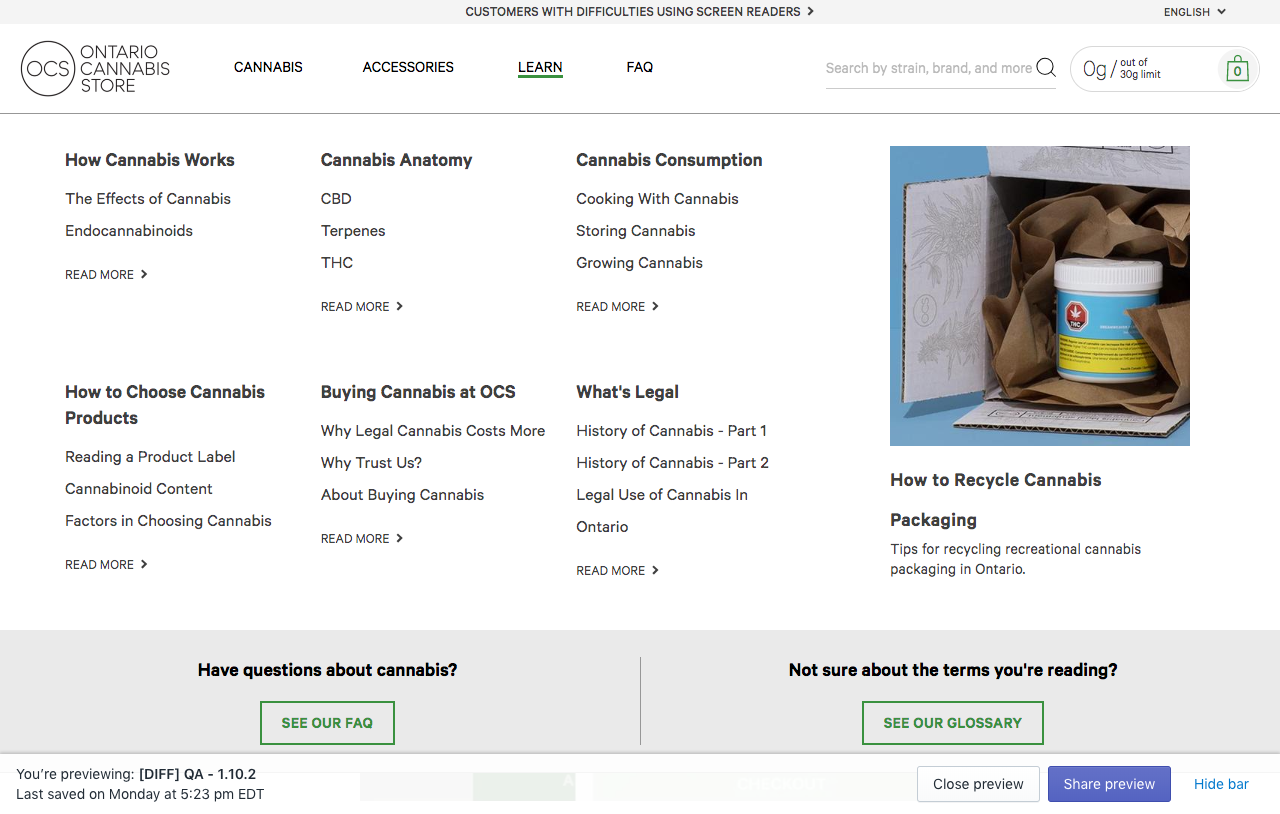 CUSTOMERS WITH DIFFICULTIES USING SCREEN READERS
ENGLISH
OCS
ONTARIO
CANNABIS
STORE
CANNABIS
ACCESSORIES
LEARN
FAQ
Search by strain, brand, and more
0g / out of
30g limit
0
How Cannabis Works
The Effects of Cannabis
Endocannabinoids
READ MORE
Cannabis Anatomy
CBD
Terpenes
THC
READ MORE
Cannabis Consumption
Cooking With Cannabis
Storing Cannabis
Growing Cannabis
READ MORE
How to Choose Cannabis
Products
Reading a Product Label
Cannabinoid Content
Factors in Choosing Cannabis
READ MORE
Buying Cannabis at OCS
Why Legal Cannabis Costs More
Why Trust Us?
About Buying Cannabis
READ MORE
What's Legal
History of Cannabis - Part 1
History of Cannabis - Part 2
Legal Use of Cannabis In
Ontario
READ MORE
THC
How to Recycle Cannabis
Packaging
Tips for recycling recreational cannabis
packaging in Ontario.
Have questions about cannabis?
SEE OUR FAQ
Not sure about the terms you're reading?
SEE OUR GLOSSARY
You're previewing: [DIFF] QA - 1.10.2
Last saved on Monday at 5:23 pm EDT
Close preview
Share preview
Hide bar